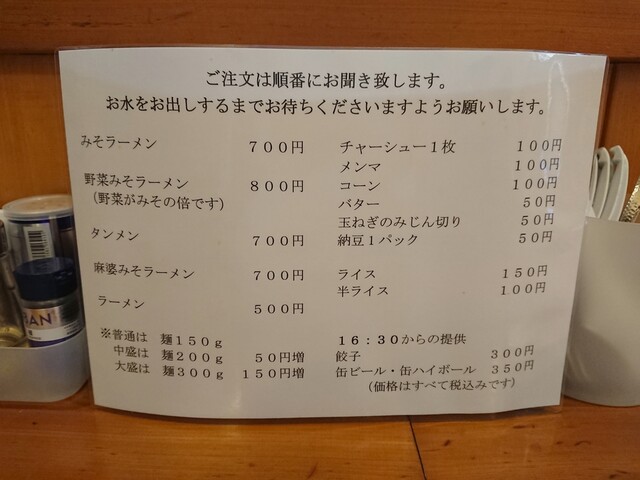 ご注文は順番にお聞き致します。
お水をお出しするまでお待ちくださいますようお願いします。
みそラーメン　７００円
野菜みそラーメン　８００円
（野菜がみその倍です）
タンメン　７００円
麻婆みそラーメン　７００円
ラーメン　５００円
※普通は　麺１５０ｇ
中盛は　麺２００ｇ　５０円増
大盛は　麺３００ｇ　１５０円増
チャーシュー１枚　１００円
メンマ　１００円
コーン　１００円
バター　５０円
玉ねぎのみじん切り　５０円
納豆１パック　５０円
ライス　１５０円
半ライス　１００円
１６：３０からの提供
餃子　３００円
缶ビール・缶ハイボール　３５０円
（価格はすべて税込みです）
BAN